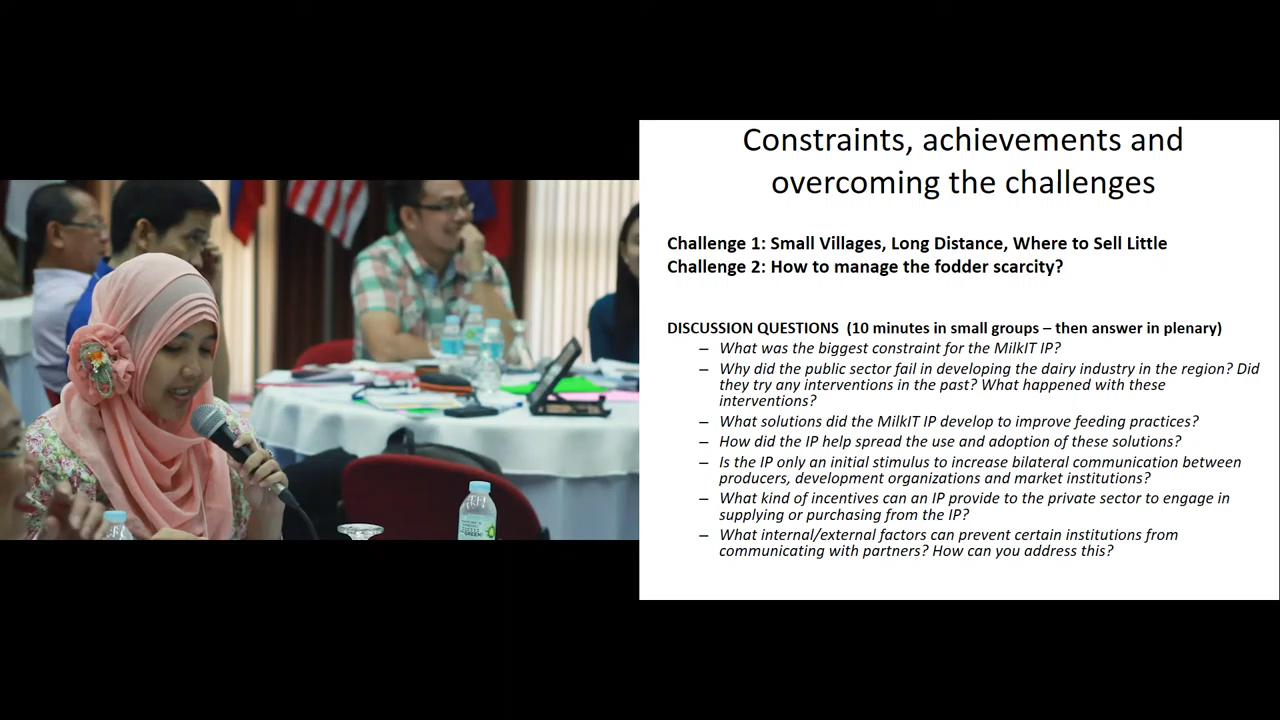 Constraints, achievements and
overcoming the challenges
Challenge 1: Small Villages, Long Distance, Where to Sell Little
Challenge 2: How to manage the fodder scarcity?
DISCUSSION QUESTIONS (10 minutes in small groups – then answer in plenary)
– What was the biggest constraint for the MilkIT IP?
– Why did the public sector fail in developing the dairy industry in the region? Did
they try any interventions in the past? What happened with these
interventions?
– What solutions did the MilkIT IP develop to improve feeding practices?
– How did the IP help spread the use and adoption of these solutions?
– Is the IP only an initial stimulus to increase bilateral communication between
producers, development organizations and market institutions?
– What kind of incentives can an IP provide to the private sector to engage in
supplying or purchasing from the IP?
– What internal/external factors can prevent certain institutions from
communicating with partners? How can you address this?